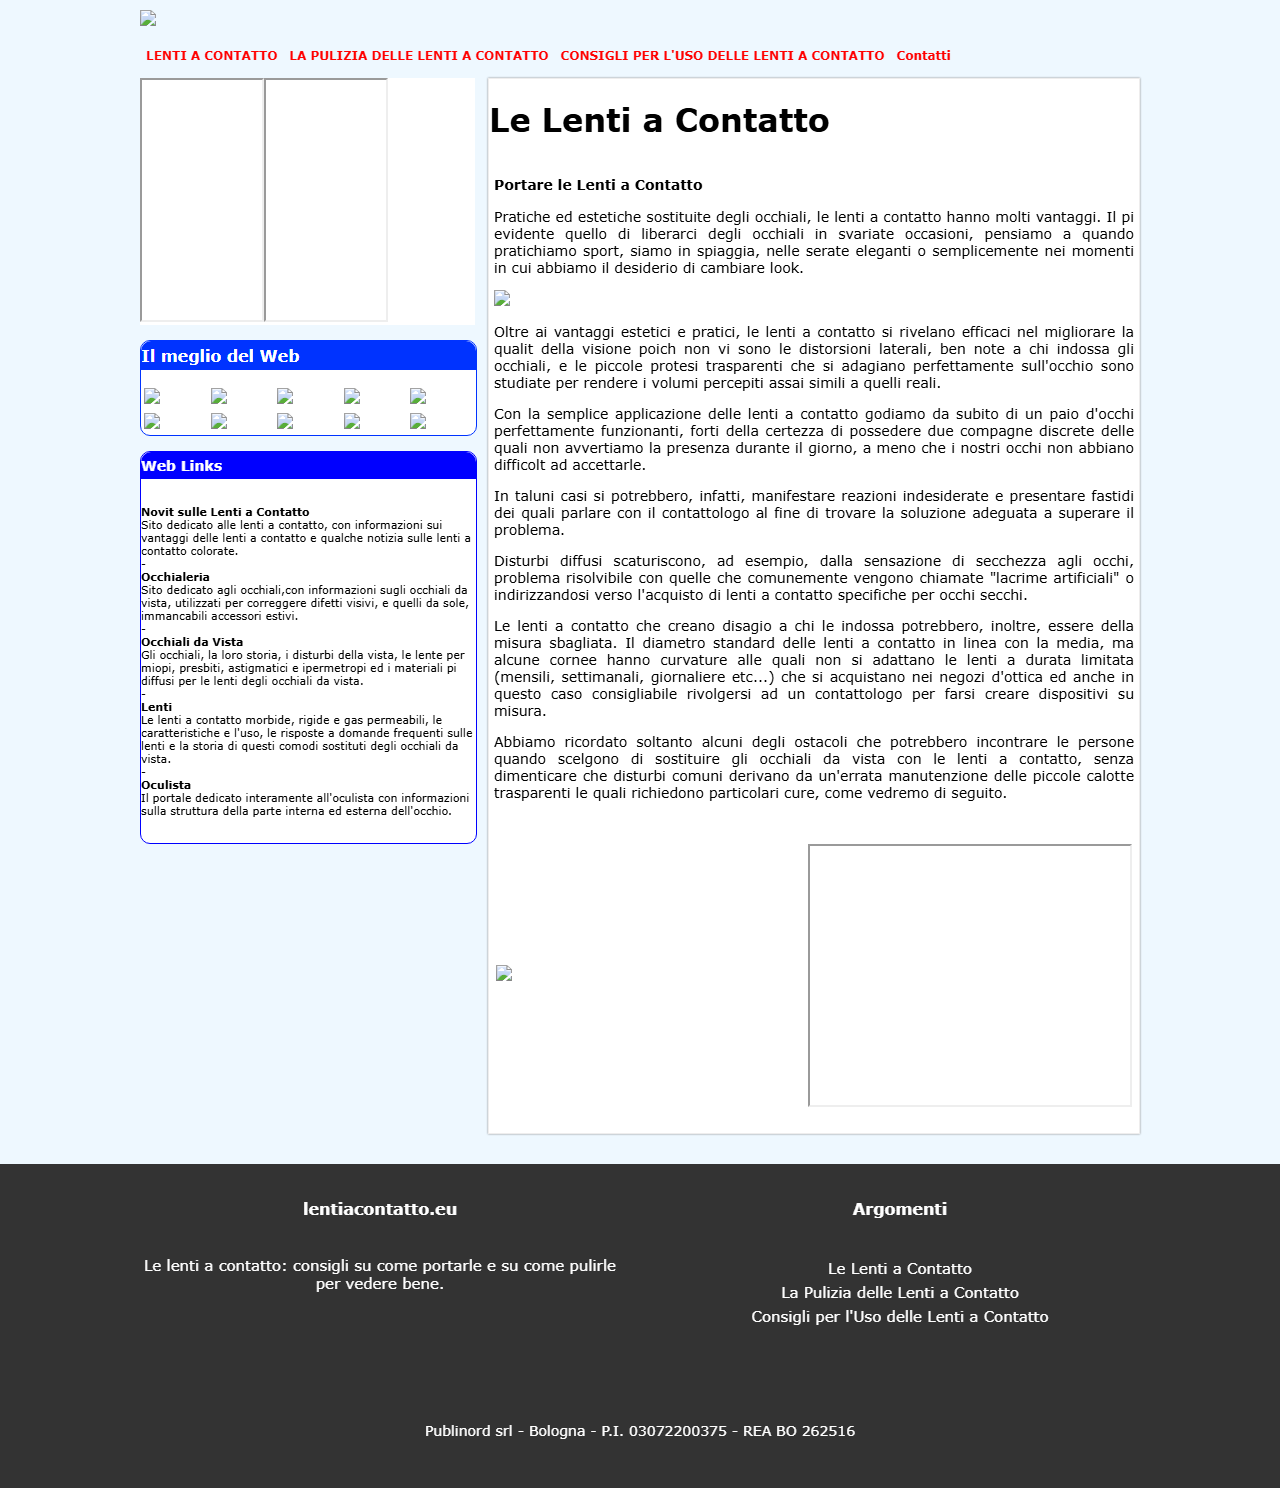 LENTI A CONTATTO LA PULIZIA DELLE LENTI A CONTATTO CONSIGLI PER L'USO DELLE LENTI A CONTATTO Contatti
Il meglio del Web
Web Links
Novit sulle Lenti a Contatto
Sito dedicato alle lenti a contatto, con informazioni sui
vantaggi delle lenti a contatto e qualche notizia sulle lenti a
contatto colorate.
-
Occhialeria
Sito dedicato agli occhiali,con informazioni sugli occhiali da
vista, utilizzati per correggere difetti visivi, e quelli da sole,
immancabili accessori estivi.
-
Occhiali da Vista
Gli occhiali, la loro storia, i disturbi della vista, le lente per
miopi, presbiti, astigmatici e ipermetropi ed i materiali pi
diffusi per le lenti degli occhiali da vista.
-
Lenti
Le lenti a contatto morbide, rigide e gas permeabili, le
caratteristiche e l'uso, le risposte a domande frequenti sulle
lenti e la storia di questi comodi sostituti degli occhiali da
vista.
-
Oculista
Il portale dedicato interamente all'oculista con informazioni
sulla struttura della parte interna ed esterna dell'occhio.
Le Lenti a Contatto
Portare le Lenti a Contatto
Pratiche ed estetiche sostituite degli occhiali, le lenti a contatto hanno molti vantaggi. Il pi
evidente quello di liberarci degli occhiali in svariate occasioni, pensiamo a quando
pratichiamo sport, siamo in spiaggia, nelle serate eleganti o semplicemente nei momenti
in cui abbiamo il desiderio di cambiare look.
Oltre ai vantaggi estetici e pratici, le lenti a contatto si rivelano efficaci nel migliorare la
qualit della visione poich non vi sono le distorsioni laterali, ben note a chi indossa gli
occhiali, e le piccole protesi trasparenti che si adagiano perfettamente sull'occhio sono
studiate per rendere i volumi percepiti assai simili a quelli reali.
Con la semplice applicazione delle lenti a contatto godiamo da subito di un paio d'occhi
perfettamente funzionanti, forti della certezza di possedere due compagne discrete delle
quali non avvertiamo la presenza durante il giorno, a meno che i nostri occhi non abbiano
difficolt ad accettarle.
In taluni casi si potrebbero, infatti, manifestare reazioni indesiderate e presentare fastidi
dei quali parlare con il contattologo al fine di trovare la soluzione adeguata a superare il
problema.
Disturbi diffusi scaturiscono, ad esempio, dalla sensazione di secchezza agli occhi,
problema risolvibile con quelle che comunemente vengono chiamate "lacrime artificiali" o
indirizzandosi verso l'acquisto di lenti a contatto specifiche per occhi secchi.
Le lenti a contatto che creano disagio a chi le indossa potrebbero, inoltre, essere della
misura sbagliata. Il diametro standard delle lenti a contatto in linea con la media, ma
alcune cornee hanno curvature alle quali non si adattano le lenti a durata limitata
(mensili, settimanali, giornaliere etc...) che si acquistano nei negozi d'ottica ed anche in
questo caso consigliabile rivolgersi ad un contattologo per farsi creare dispositivi su
misura.
Abbiamo ricordato soltanto alcuni degli ostacoli che potrebbero incontrare le persone
quando scelgono di sostituire gli occhiali da vista con le lenti a contatto, senza
dimenticare che disturbi comuni derivano da un'errata manutenzione delle piccole calotte
trasparenti le quali richiedono particolari cure, come vedremo di seguito.
lentiacontatto.eu
Le lenti a contatto: consigli su come portarle e su come pulirle
per vedere bene.
Argomenti
Le Lenti a Contatto
La Pulizia delle Lenti a Contatto
Consigli per l'Uso delle Lenti a Contatto
Publinord srl - Bologna - P.I. 03072200375 - REA BO 262516